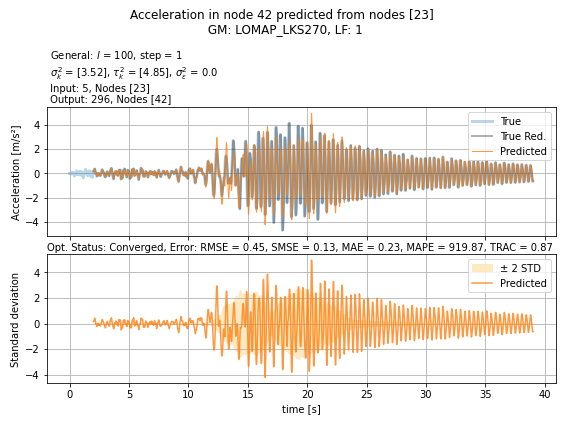 Acceleration in node 42 predicted from nodes [23]
GM: LOMAP_LKS270, LF: 1
General: l = 100, step = 1
σ²ₖ = [3.52], τ²ₖ = [4.85], σ²ε = 0.0
Input: 5, Nodes [23]
Output: 296, Nodes [42]
Acceleration [m/s²]
4
2
0
−2
−4
True
True Red.
Predicted
Opt. Status: Converged, Error: RMSE = 0.45, SMSE = 0.13, MAE = 0.23, MAPE = 919.87, TRAC = 0.87
Standard deviation
4
2
0
−2
−4
± 2 STD
Predicted
0 5 10 15 20 25 30 35 40
time [s]